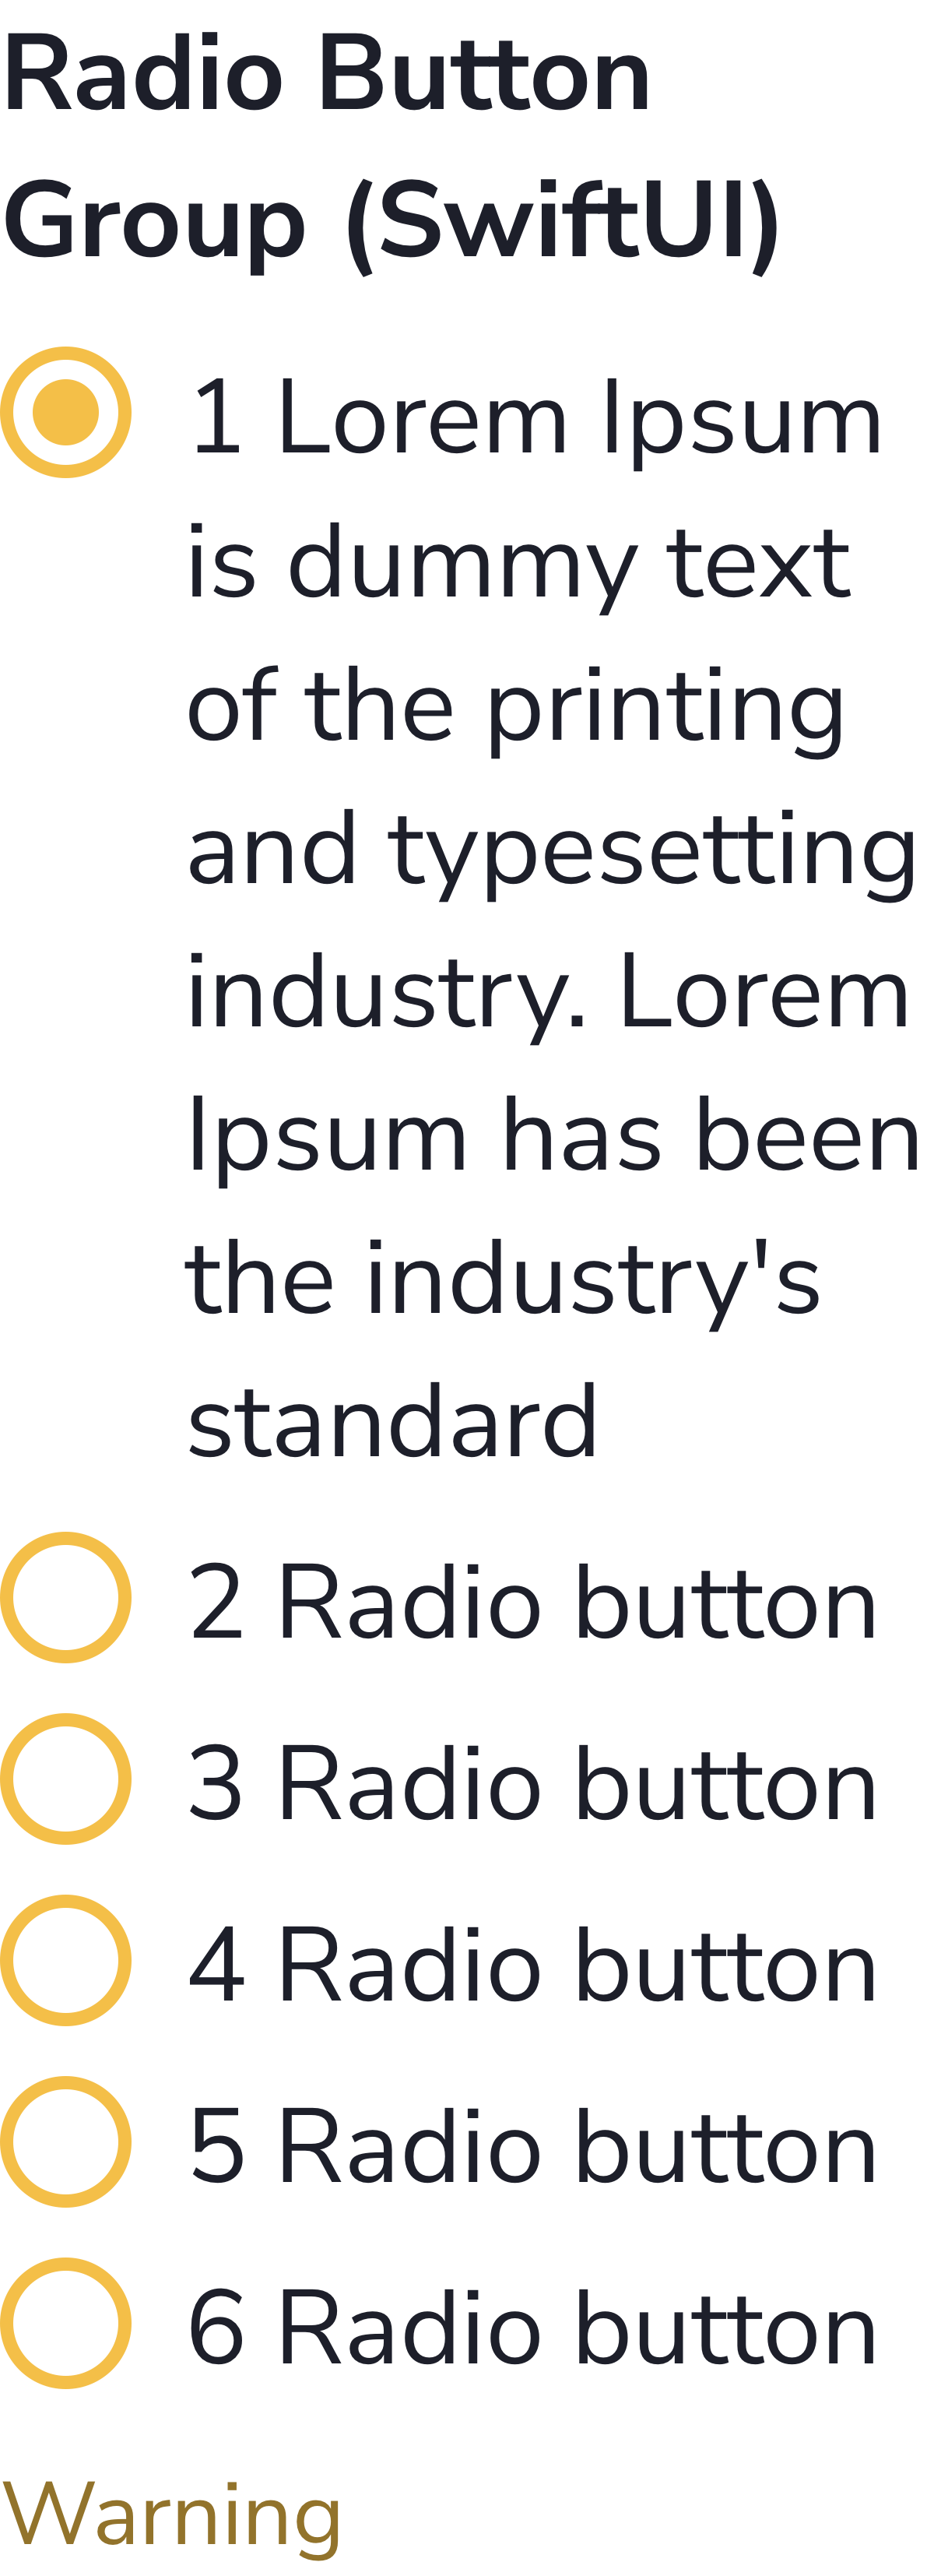 Radio Button
Group (SwiftUI)
1 Lorem Ipsum
is dummy text
of the printing
and typesetting
industry. Lorem
Ipsum has been
the industry's
standard
2 Radio button
3 Radio button
4 Radio button
5 Radio button
6 Radio button
Warning